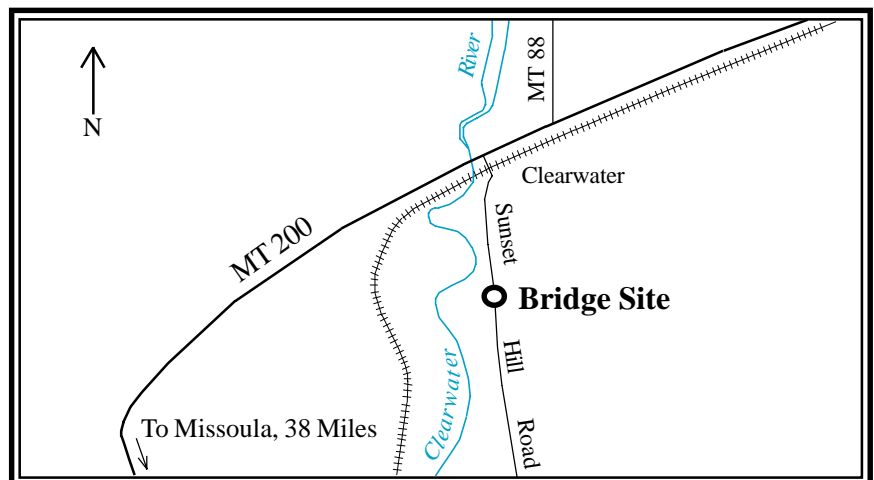 River
MT 88
N
Clearwater
MT 200
Sunset
Bridge Site
Hill
Clearwater
To Missoula, 38 Miles
Road